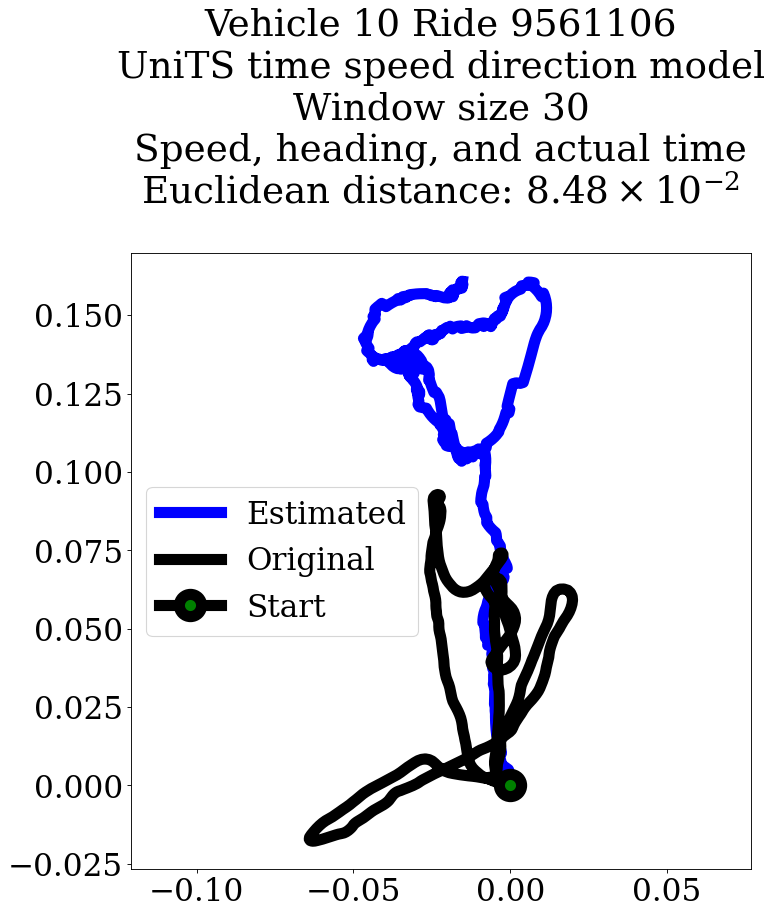 Vehicle 10 Ride 9561106
UniTS time speed direction model
Window size 30
Speed, heading, and actual time
Euclidean distance: 8.48 × 10⁻²
0.150
0.125
0.100
0.075
0.050
0.025
0.000
−0.025
Estimated
Original
Start
−0.10
−0.05
0.00
0.05